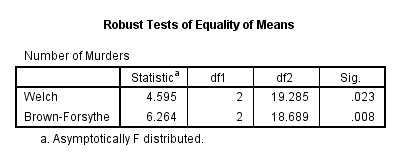 Robust Tests of Equality of Means
Number of Murders
Statistic^a df1 df2 Sig.
Welch 4.595 2 19.285 .023
Brown-Forsythe 6.264 2 18.689 .008
a. Asymptotically F distributed.